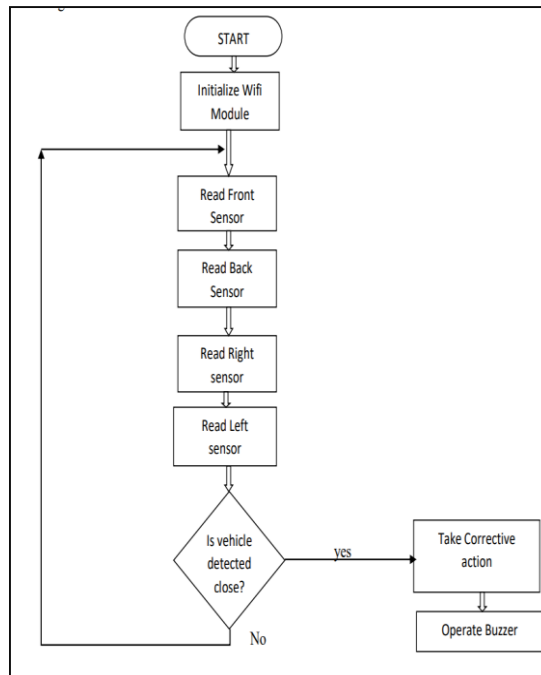 START
Initialize Wifi
Module
Read Front
Sensor
Read Back
Sensor
Read Right
sensor
Read Left
sensor
Is vehicle
detected
close?
yes
Take Corrective
action
Operate Buzzer
No